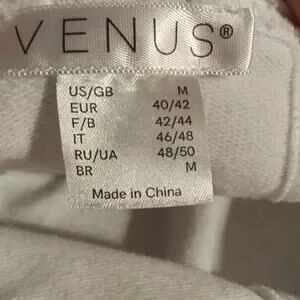 VENUS®
US/GB M
EUR 40/42
F/B 42/44
IT 46/48
RU/UA 48/50
BR M
Made in China